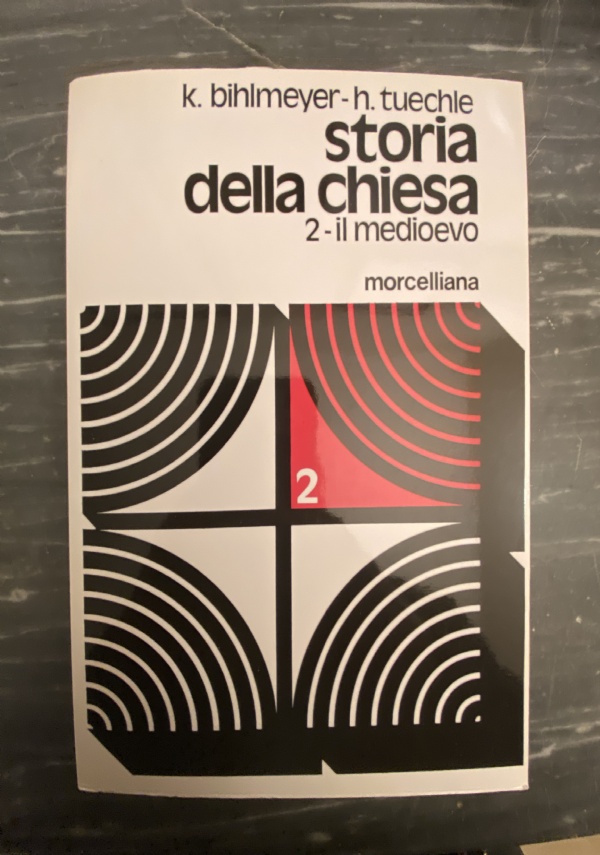 k. bihlmeyer-h. tuechle
storia
della chiesa
2-il medioevo
morcelliana
2